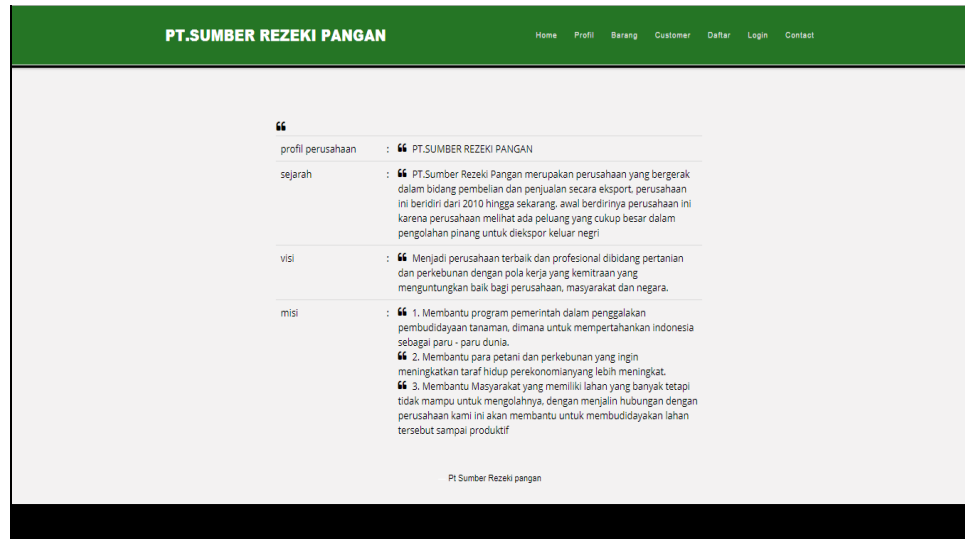 PT.SUMBER REZEKI PANGAN
Home Profil Barang Customer Daftar Login Contact
❝
profil perusahaan : ❝ PT.SUMBER REZEKI PANGAN
sejarah : ❝ PT.Sumber Rezeki Pangan merupakan perusahaan yang bergerak
dalam bidang pembelian dan penjualan secara eksport, perusahaan
ini beridiri dari 2010 hingga sekarang. awal berdirinya perusahaan ini
karena perusahaan melihat ada peluang yang cukup besar dalam
pengolahan pinang untuk diekspor keluar negri
visi : ❝ Menjadi perusahaan terbaik dan profesional dibidang pertanian
dan perkebunan dengan pola kerja yang kemitraan yang
menguntungkan baik bagi perusahaan, masyarakat dan negara.
misi : ❝ 1. Membantu program pemerintah dalam penggalakan
pembudidayaan tanaman, dimana untuk mempertahankan indonesia
sebagai paru - paru dunia.
❝ 2. Membantu para petani dan perkebunan yang ingin
meningkatkan taraf hidup perekonomianyang lebih meningkat.
❝ 3. Membantu Masyarakat yang memiliki lahan yang banyak tetapi
tidak mampu untuk mengolahnya, dengan menjalin hubungan dengan
perusahaan kami ini akan membantu untuk membudidayakan lahan
tersebut sampai produktif
Pt Sumber Rezeki pangan